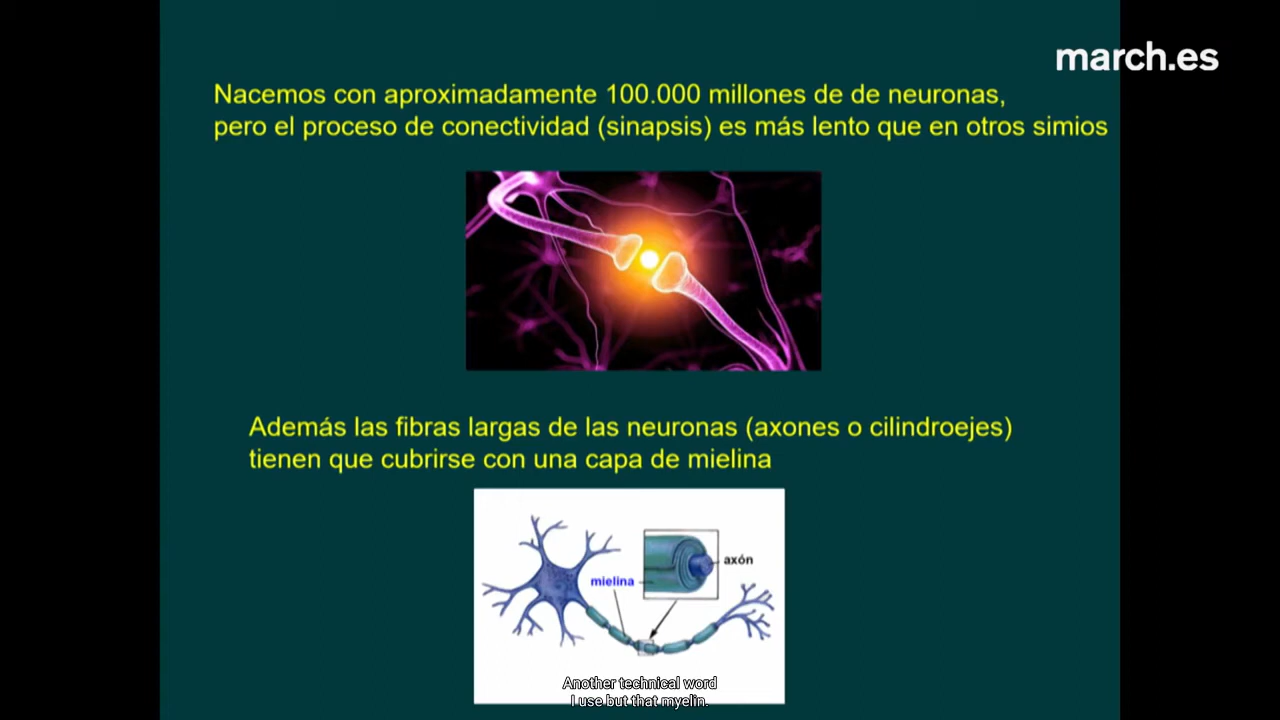 march.es
Nacemos con aproximadamente 100.000 millones de de neuronas,
pero el proceso de conectividad (sinapsis) es más lento que en otros simios
Además las fibras largas de las neuronas (axones o cilindroejes)
tienen que cubrirse con una capa de mielina
axón
mielina
Another technical word
I use but that myelin.